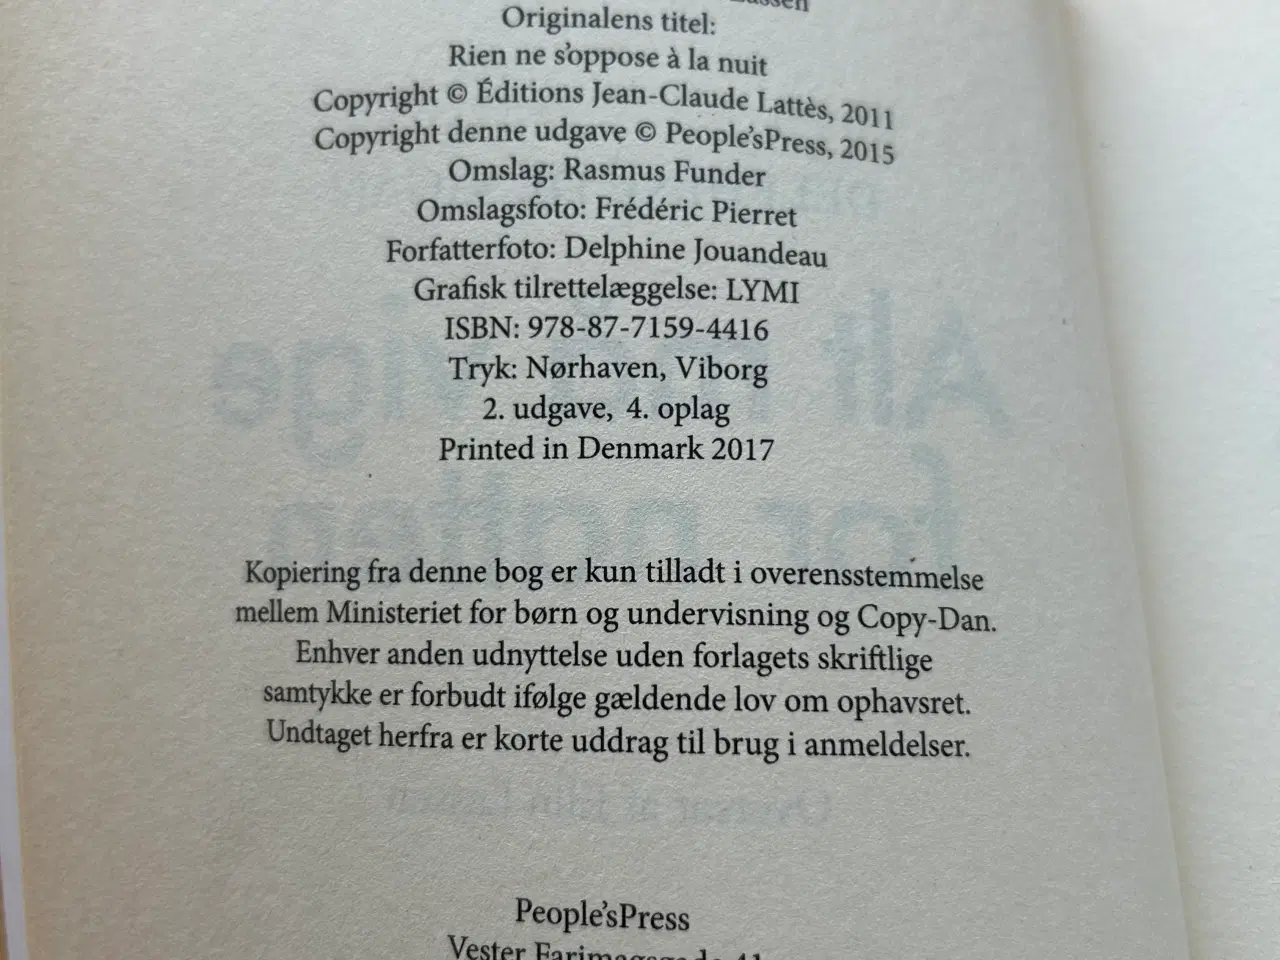 Originalens titel:
Rien ne s'oppose à la nuit
Copyright © Éditions Jean-Claude Lattès, 2011
Copyright denne udgave © People'sPress, 2015
Omslag: Rasmus Funder
Omslagsfoto: Frédéric Pierret
Forfatterfoto: Delphine Jouandeau
Grafisk tilrettelæggelse: LYMI
ISBN: 978-87-7159-4416
Tryk: Nørhaven, Viborg
2. udgave, 4. oplag
Printed in Denmark 2017
Kopiering fra denne bog er kun tilladt i overensstemmelse
mellem Ministeriet for børn og undervisning og Copy-Dan.
Enhver anden udnyttelse uden forlagets skriftlige
samtykke er forbudt ifølge gældende lov om ophavsret.
Undtaget herfra er korte uddrag til brug i anmeldelser.
People'sPress
Vester Farimagsgade 41